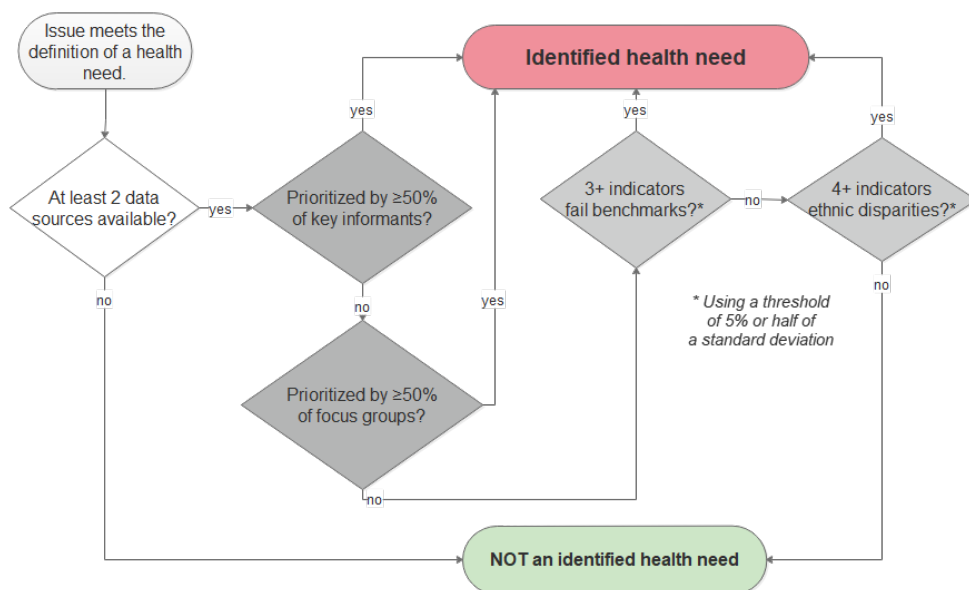 Issue meets the
definition of a health
need.
Identified health need
yes
yes
yes
At least 2 data
sources available?
yes
Prioritized by ≥50%
of key informants?
3+ indicators
fail benchmarks?*
no
4+ indicators
ethnic disparities?*
no
no
yes
no
* Using a threshold
of 5% or half of
a standard deviation
Prioritized by ≥50%
of focus groups?
no
NOT an identified health need